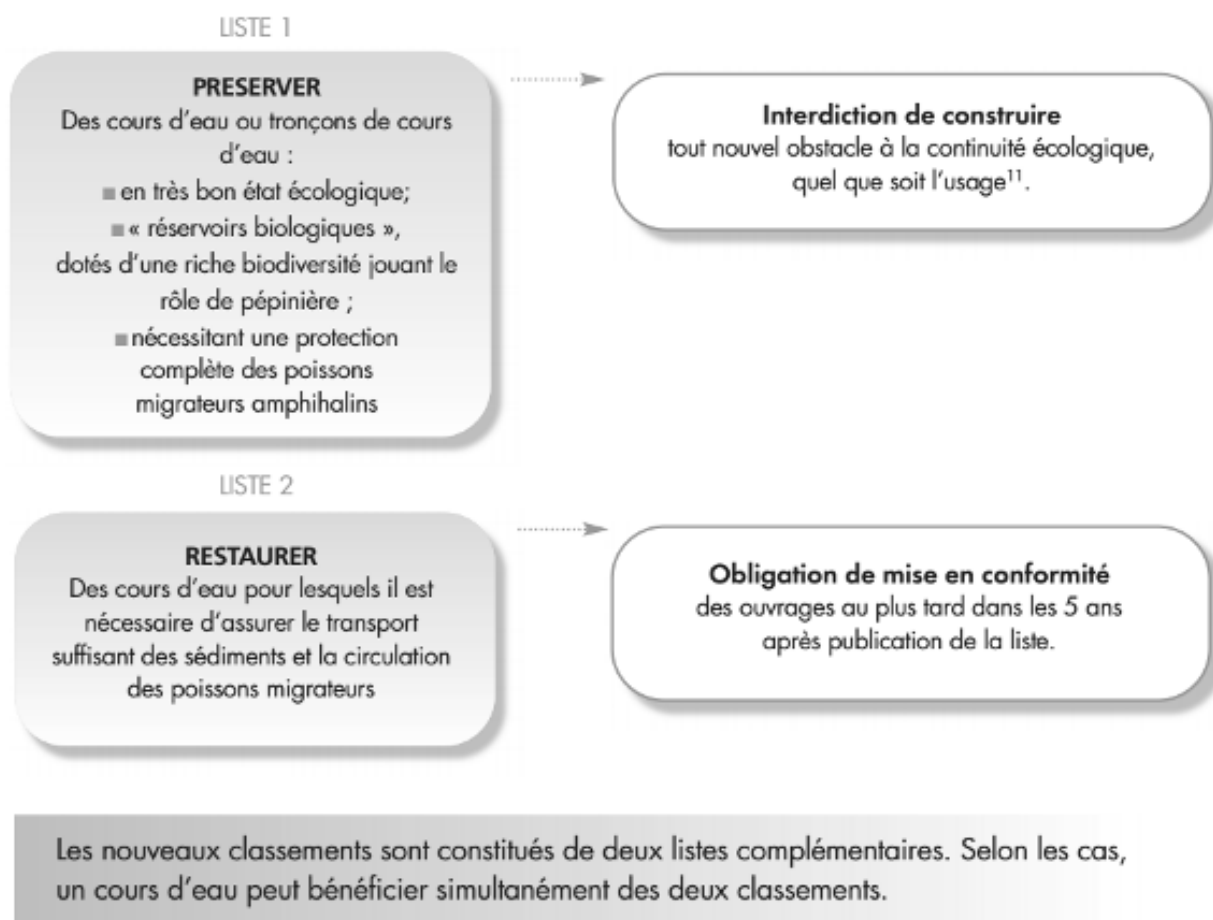 LISTE 1
PRESERVER
Des cours d'eau ou tronçons de cours
d'eau :
■ en très bon état écologique;
■ « réservoirs biologiques »,
dotés d'une riche biodiversité jouant le
rôle de pépinière ;
■ nécessitant une protection
complète des poissons
migrateurs amphihalins
Interdiction de construire
tout nouvel obstacle à la continuité écologique,
quel que soit l'usage¹¹.
LISTE 2
RESTAURER
Des cours d'eau pour lesquels il est
nécessaire d'assurer le transport
suffisant des sédiments et la circulation
des poissons migrateurs
Obligation de mise en conformité
des ouvrages au plus tard dans les 5 ans
après publication de la liste.
Les nouveaux classements sont constitués de deux listes complémentaires. Selon les cas,
un cours d'eau peut bénéficier simultanément des deux classements.